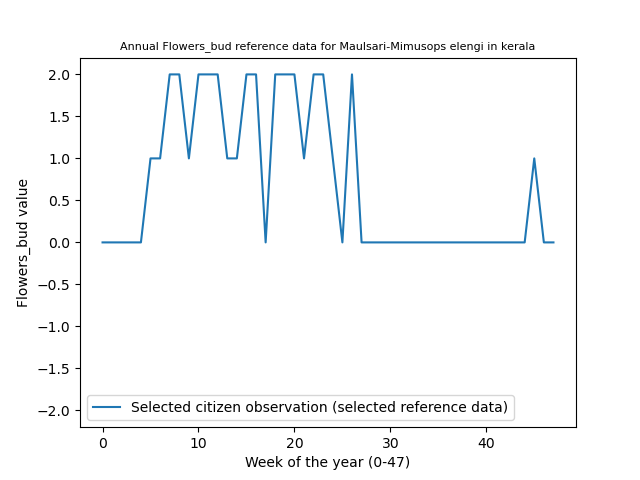 Annual Flowers_bud reference data for Maulsari-Mimusops elengi in kerala
2.0
1.5
1.0
0.5
0.0
−0.5
−1.0
−1.5
−2.0
Flowers_bud value
Selected citizen observation (selected reference data)
0 10 20 30 40
Week of the year (0-47)